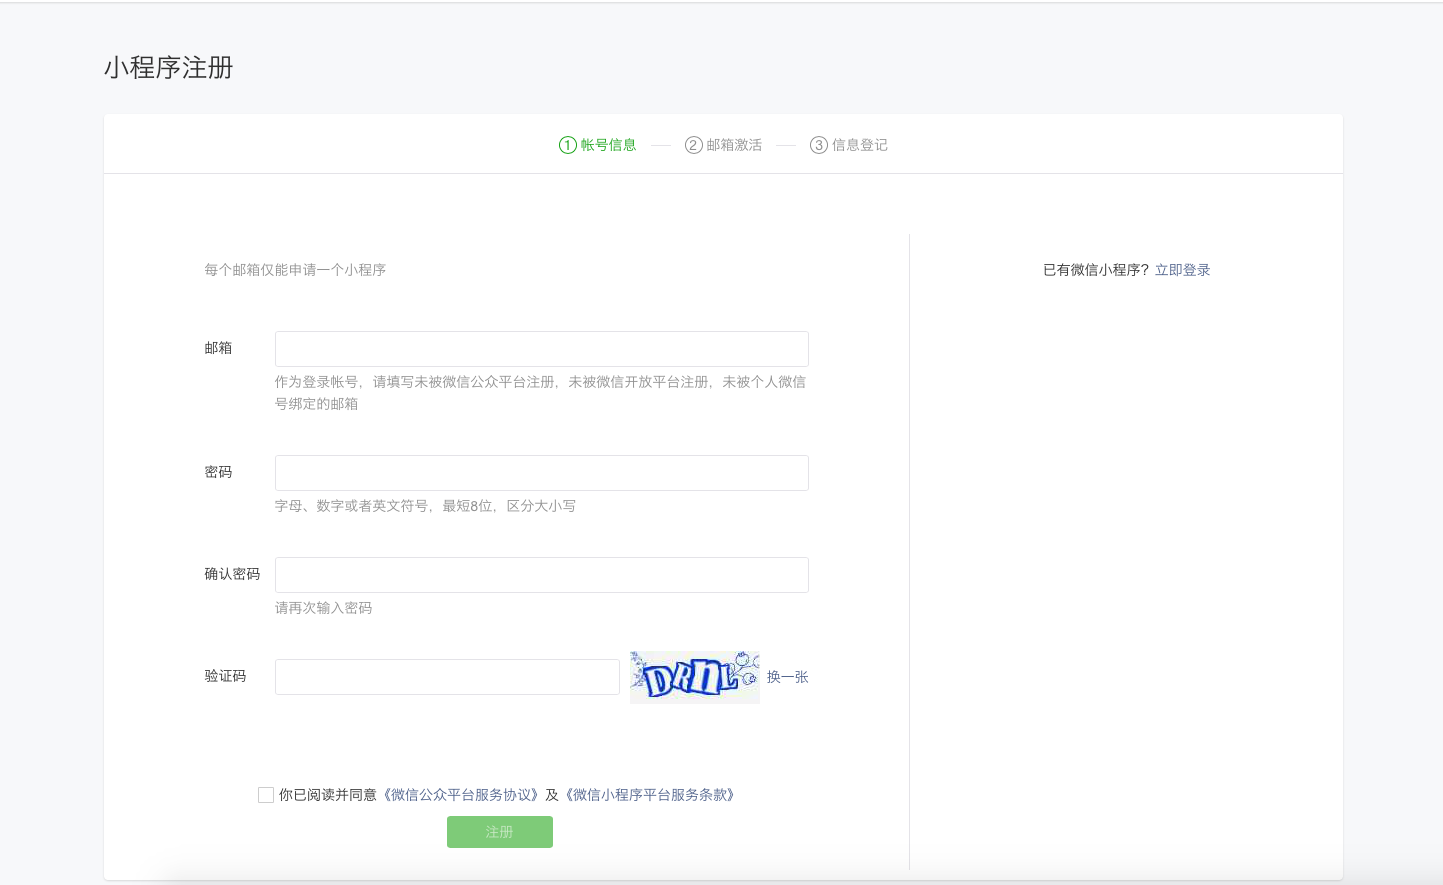 小程序注册
① 帐号信息 ② 邮箱激活 ③ 信息登记
每个邮箱仅能申请一个小程序
已有微信小程序？立即登录
邮箱
作为登录帐号，请填写未被微信公众平台注册，未被微信开放平台注册，未被个人微信
号绑定的邮箱
密码
字母、数字或者英文符号，最短8位，区分大小写
确认密码
请再次输入密码
验证码
DRNL
换一张
你已阅读并同意《微信公众平台服务协议》及《微信小程序平台服务条款》
注册